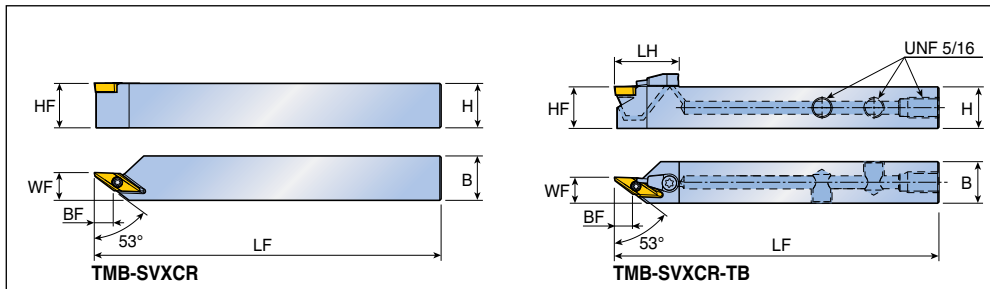 HF
H
WF
B
BF
53°
LF
TMB-SVXCR
LH
UNF 5/16
HF
H
WF
B
BF
53°
LF
TMB-SVXCR-TB